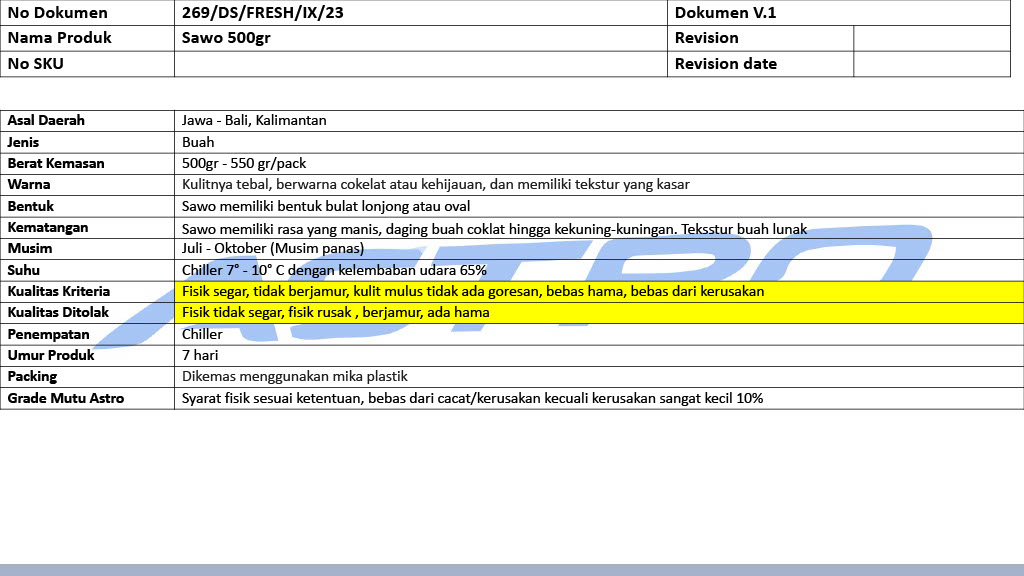 No Dokumen 269/DS/FRESH/IX/23 Dokumen V.1
Nama Produk Sawo 500gr Revision
No SKU Revision date
Asal Daerah Jawa - Bali, Kalimantan
Jenis Buah
Berat Kemasan 500gr - 550 gr/pack
Warna Kulitnya tebal, berwarna cokelat atau kehijauan, dan memiliki tekstur yang kasar
Bentuk Sawo memiliki bentuk bulat lonjong atau oval
Kematangan Sawo memiliki rasa yang manis, daging buah coklat hingga kekuning-kuningan. Teksstur buah lunak
Musim Juli - Oktober (Musim panas)
Suhu Chiller 7° - 10° C dengan kelembaban udara 65%
Kualitas Kriteria Fisik segar, tidak berjamur, kulit mulus tidak ada goresan, bebas hama, bebas dari kerusakan
Kualitas Ditolak Fisik tidak segar, fisik rusak , berjamur, ada hama
Penempatan Chiller
Umur Produk 7 hari
Packing Dikemas menggunakan mika plastik
Grade Mutu Astro Syarat fisik sesuai ketentuan, bebas dari cacat/kerusakan kecuali kerusakan sangat kecil 10%
ASTRO